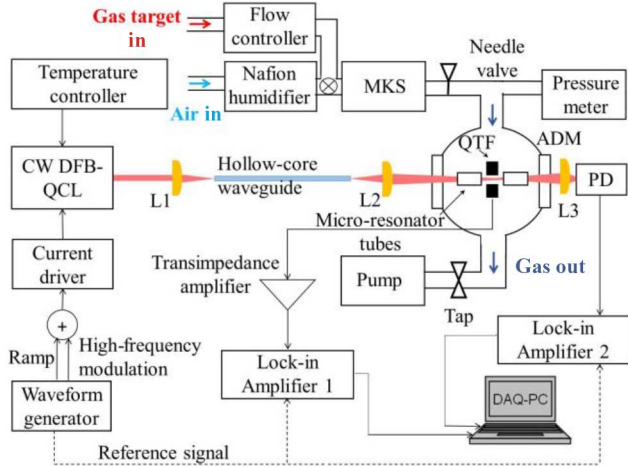 Gas target
in
Flow
controller
Needle
valve
Temperature
controller
Nafion
humidifier
Air in
MKS
Pressure
meter
QTF
ADM
CW DFB-
QCL
Hollow-core
waveguide
L1
L2
L3
PD
Micro-resonator
tubes
Current
driver
Transimpedance
amplifier
Pump
Gas out
Tap
+
Ramp
High-frequency
modulation
Lock-in
Amplifier 1
Lock-in
Amplifier 2
Waveform
generator
DAQ-PC
Reference signal